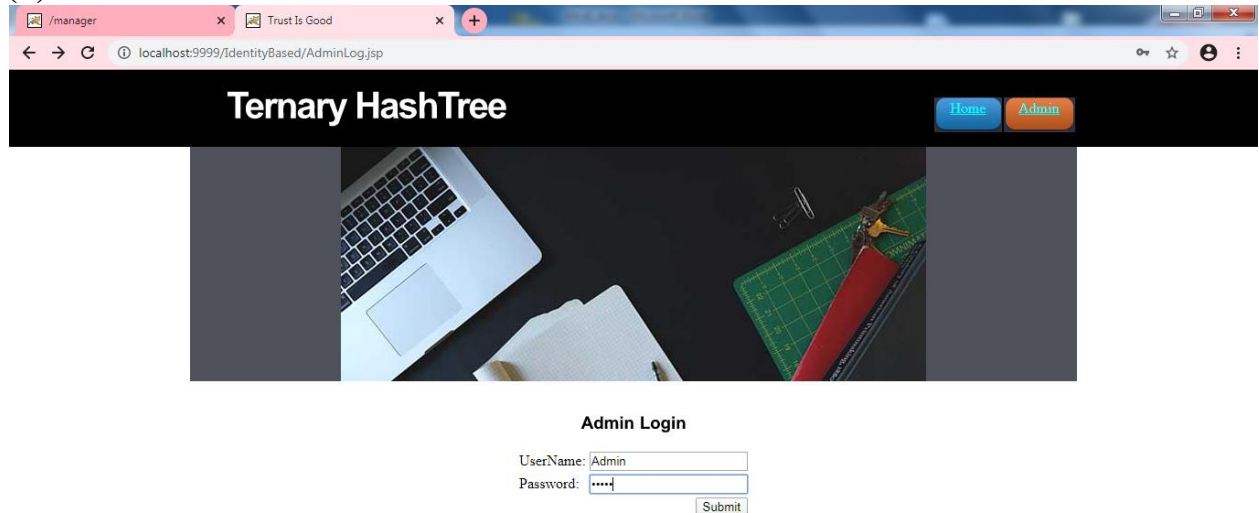 /manager
Trust Is Good
localhost:9999/IdentityBased/AdminLog.jsp
Ternary HashTree
Home
Admin
Admin Login
UserName: Admin
Password: •••••
Submit